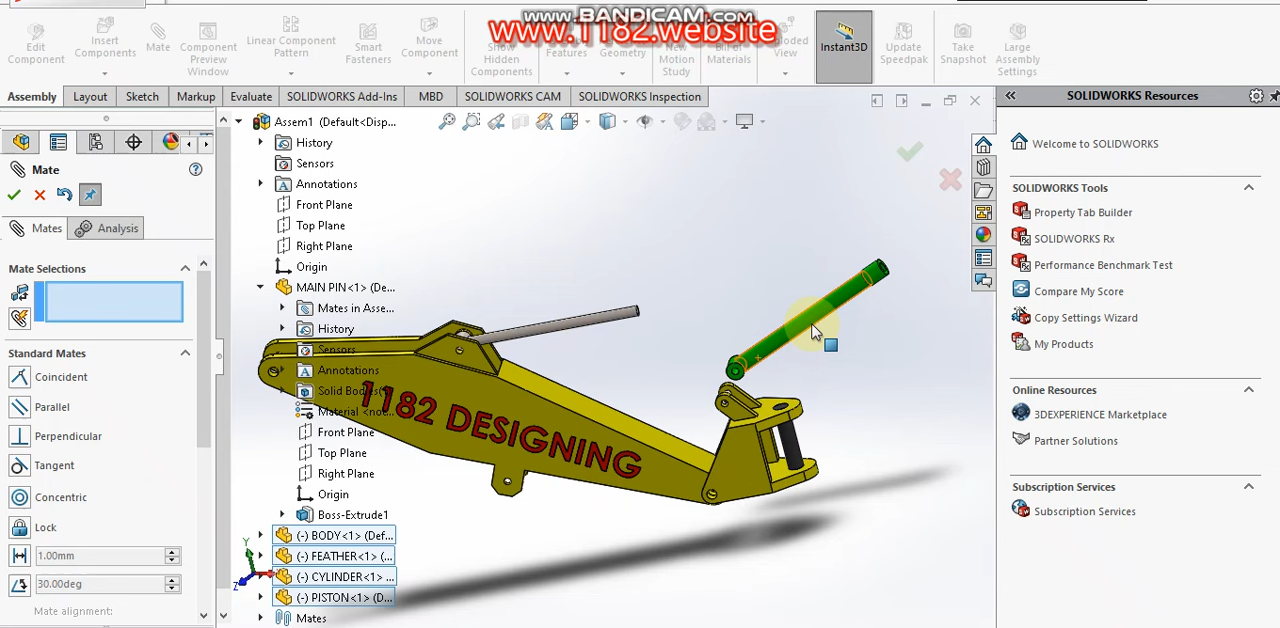 www.BANDICAM.com
www.1182.website
Edit Component
Insert Components
Mate
Component Preview Window
Linear Component Pattern
Smart Fasteners
Move Component
Show Hidden Components
Features
Geometry
New Motion Study
Bill of Materials
Exploded View
Instant3D
Update Speedpak
Take Snapshot
Large Assembly Settings
Assembly
Layout
Sketch
Markup
Evaluate
SOLIDWORKS Add-Ins
MBD
SOLIDWORKS CAM
SOLIDWORKS Inspection
Mate
Mates
Analysis
Mate Selections
Standard Mates
Coincident
Parallel
Perpendicular
Tangent
Concentric
Lock
1.00mm
30.00deg
Mate alignment:
Assem1 (Default<Disp...
History
Sensors
Annotations
Front Plane
Top Plane
Right Plane
Origin
MAIN PIN<1> (De...
Mates in Asse...
History
Sensors
Annotations
Solid Bodies(
Material <no
Front Plane
Top Plane
Right Plane
Origin
Boss-Extrude1
(-) BODY<1> (Def...
(-) FEATHER<1> (...
(-) CYLINDER<1> ...
(-) PISTON<1> (D...
Mates
1182 DESIGNING
Y
Z
SOLIDWORKS Resources
Welcome to SOLIDWORKS
SOLIDWORKS Tools
Property Tab Builder
SOLIDWORKS Rx
Performance Benchmark Test
Compare My Score
Copy Settings Wizard
My Products
Online Resources
3DEXPERIENCE Marketplace
Partner Solutions
Subscription Services
Subscription Services